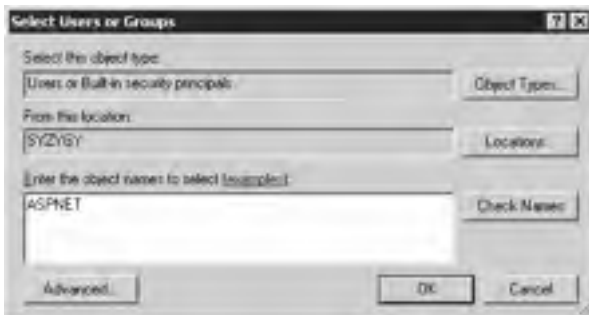 Select Users or Groups
Select this object type:
Users or Built-in security principals
Object Types...
From this location:
SYZYGY
Locations...
Enter the object names to select (examples):
ASPNET
Check Names
Advanced...
OK
Cancel